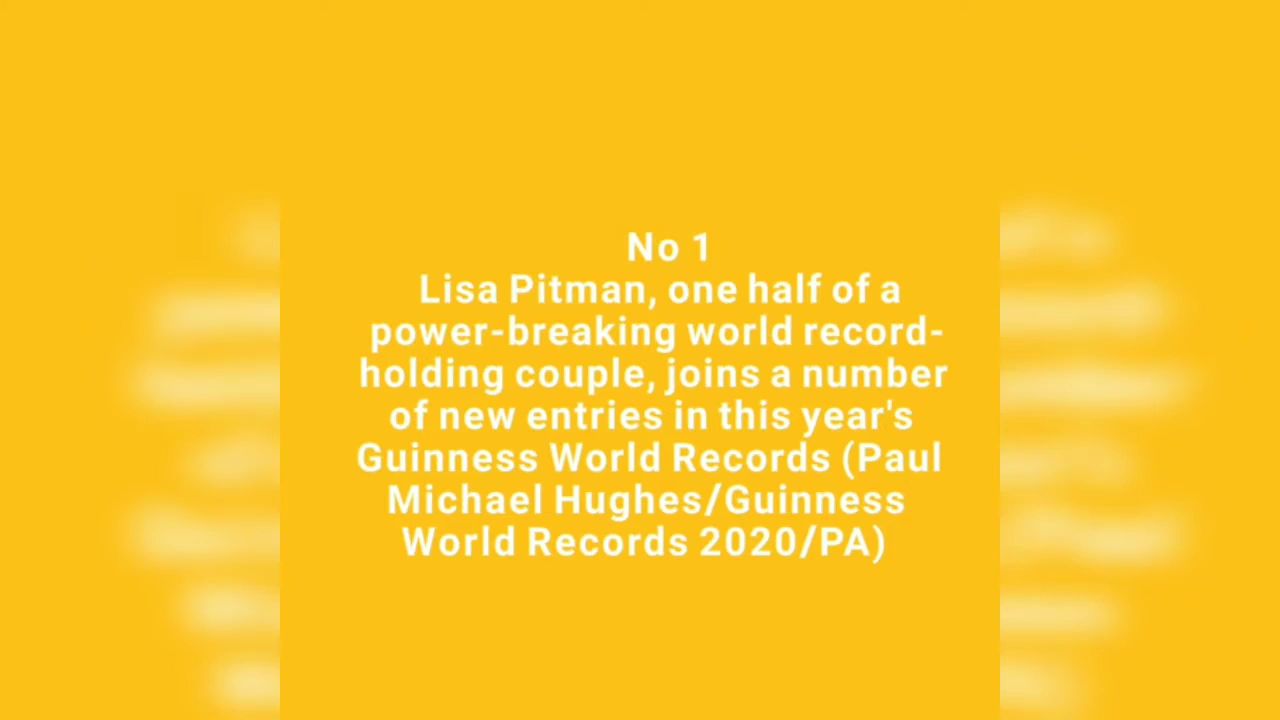 No 1
Lisa Pitman, one half of a
power-breaking world record-
holding couple, joins a number
of new entries in this year's
Guinness World Records (Paul
Michael Hughes/Guinness
World Records 2020/PA)